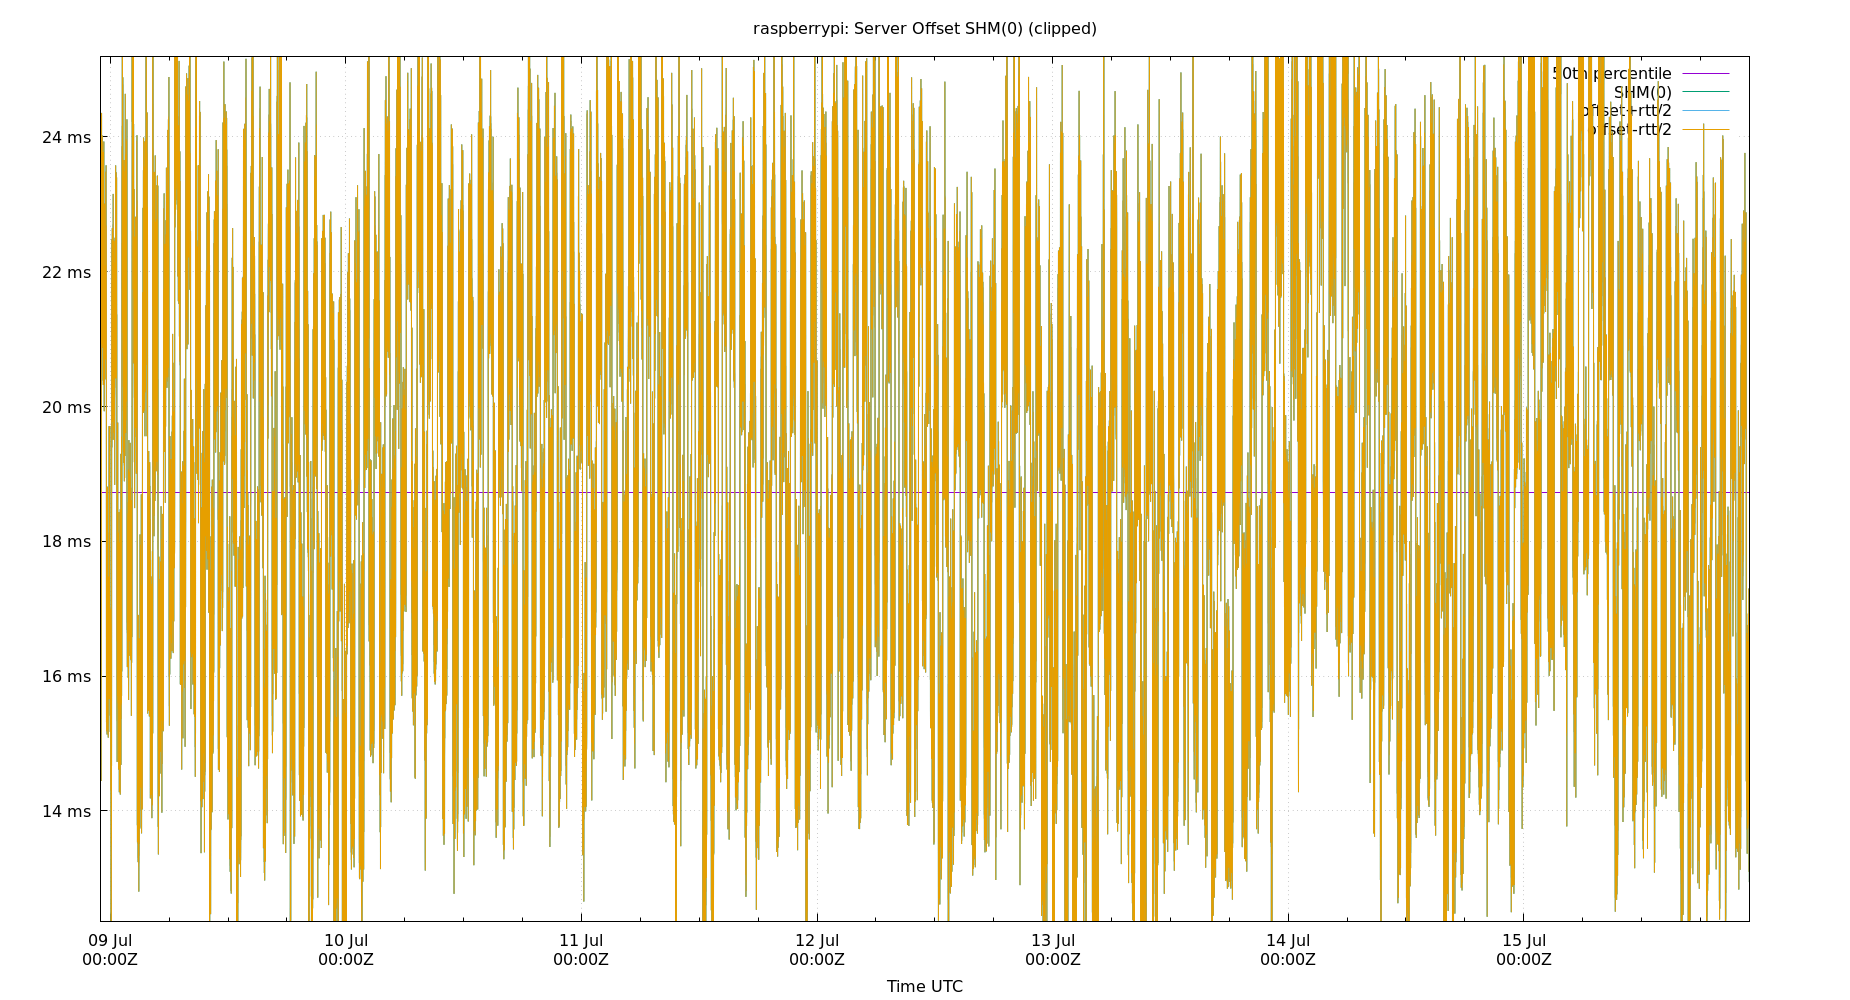 raspberrypi: Server Offset SHM(0) (clipped)
50th percentile
SHM(0)
offset+rtt/2
offset-rtt/2
24 ms
22 ms
20 ms
18 ms
16 ms
14 ms
09 Jul 10 Jul 11 Jul 12 Jul 13 Jul 14 Jul 15 Jul
00:00Z 00:00Z 00:00Z 00:00Z 00:00Z 00:00Z 00:00Z
Time UTC